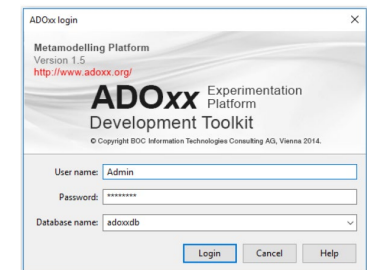 ADOxx login
Metamodelling Platform
Version 1.5
http://www.adoxx.org/
ADOxx Experimentation Platform
Development Toolkit
© Copyright BOC Information Technologies Consulting AG, Vienna 2014.
User name: Admin
Password: ********
Database name: adoxxdb
Login Cancel Help